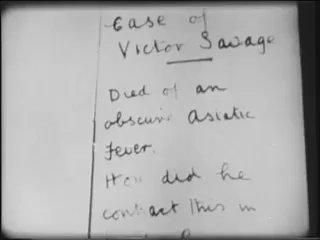 Case of
Victor Savage
Died of an
obscure Asiatic
Fever.
How did he
contract this in